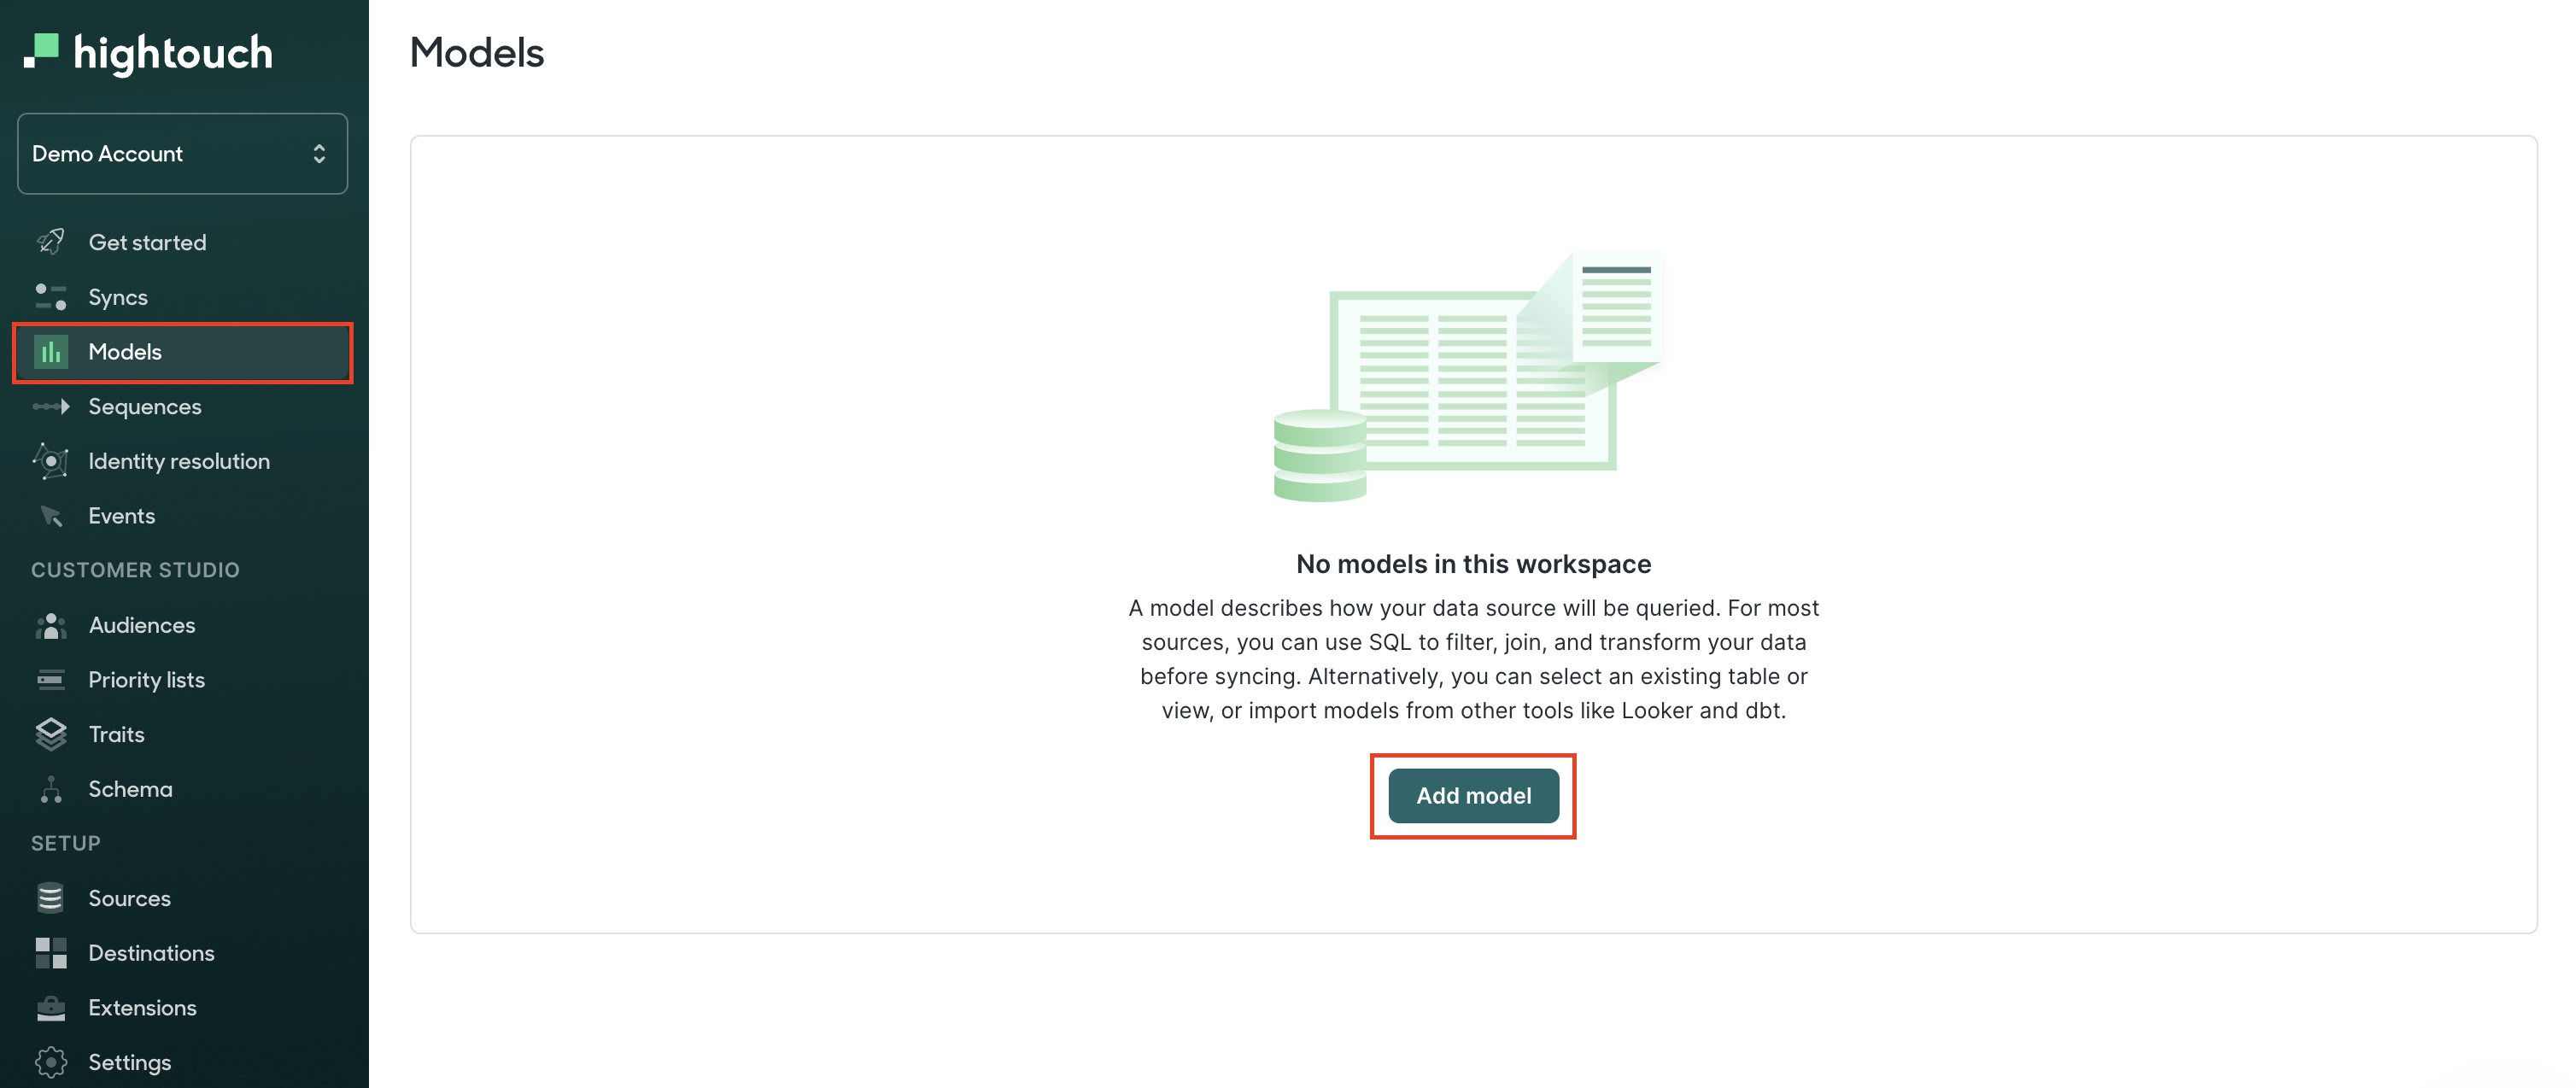 hightouch
Demo Account
Get started
Syncs
Models
Sequences
Identity resolution
Events
CUSTOMER STUDIO
Audiences
Priority lists
Traits
Schema
SETUP
Sources
Destinations
Extensions
Settings
Models
No models in this workspace
A model describes how your data source will be queried. For most
sources, you can use SQL to filter, join, and transform your data
before syncing. Alternatively, you can select an existing table or
view, or import models from other tools like Looker and dbt.
Add model